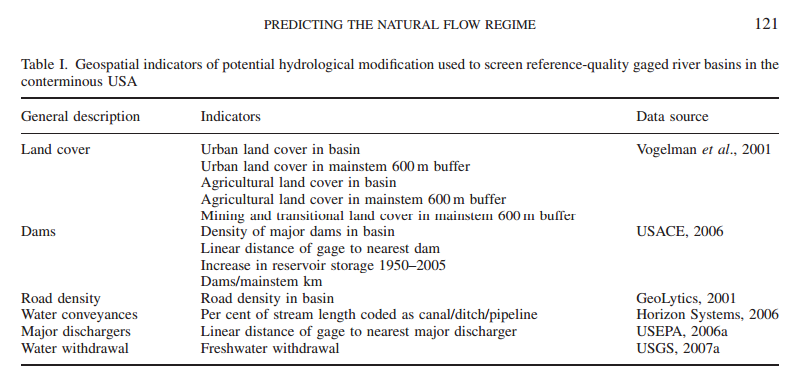 PREDICTING THE NATURAL FLOW REGIME 121
Table I. Geospatial indicators of potential hydrological modification used to screen reference-quality gaged river basins in the
conterminous USA
General description Indicators Data source
Land cover Urban land cover in basin Vogelman et al., 2001
Urban land cover in mainstem 600 m buffer
Agricultural land cover in basin
Agricultural land cover in mainstem 600 m buffer
Mining and transitional land cover in mainstem 600 m buffer
Dams Density of major dams in basin USACE, 2006
Linear distance of gage to nearest dam
Increase in reservoir storage 1950–2005
Dams/mainstem km
Road density Road density in basin GeoLytics, 2001
Water conveyances Per cent of stream length coded as canal/ditch/pipeline Horizon Systems, 2006
Major dischargers Linear distance of gage to nearest major discharger USEPA, 2006a
Water withdrawal Freshwater withdrawal USGS, 2007a